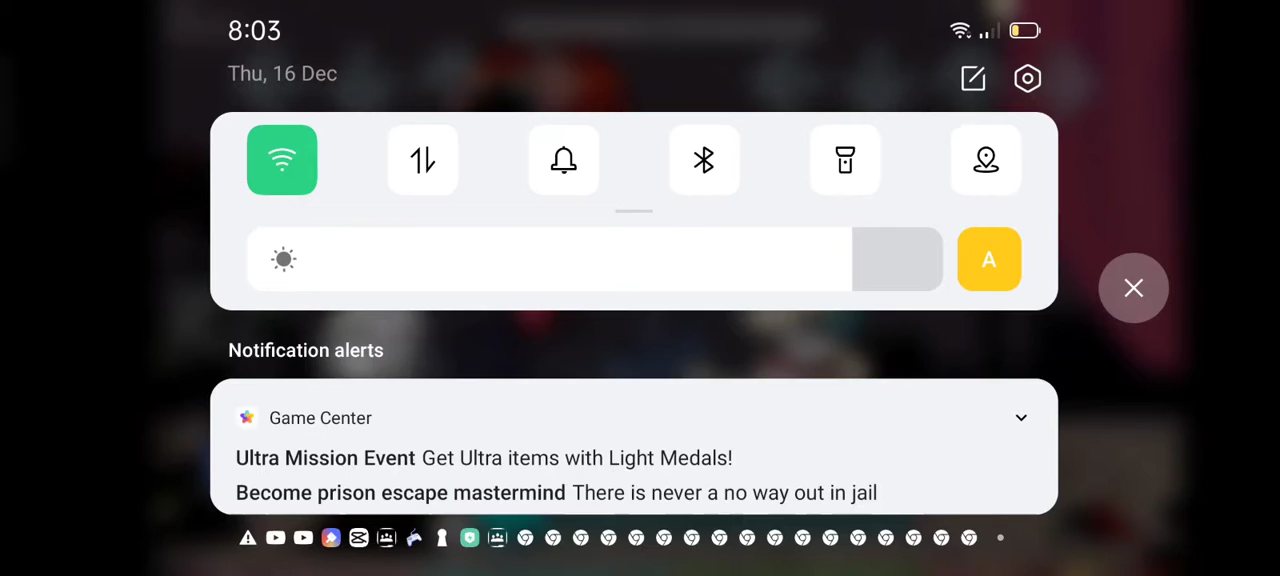 8:03
Thu, 16 Dec
A
Notification alerts
Game Center
Ultra Mission Event Get Ultra items with Light Medals!
Become prison escape mastermind There is never a no way out in jail